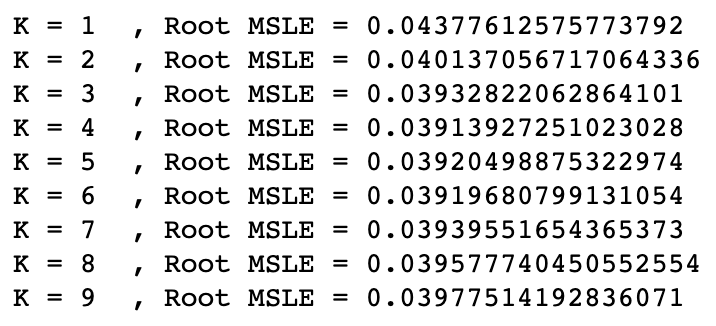 K = 1  , Root MSLE = 0.04377612575773792
K = 2  , Root MSLE = 0.040137056717064336
K = 3  , Root MSLE = 0.03932822062864101
K = 4  , Root MSLE = 0.03913927251023028
K = 5  , Root MSLE = 0.03920498875322974
K = 6  , Root MSLE = 0.03919680799131054
K = 7  , Root MSLE = 0.03939551654365373
K = 8  , Root MSLE = 0.039577740450552554
K = 9  , Root MSLE = 0.03977514192836071